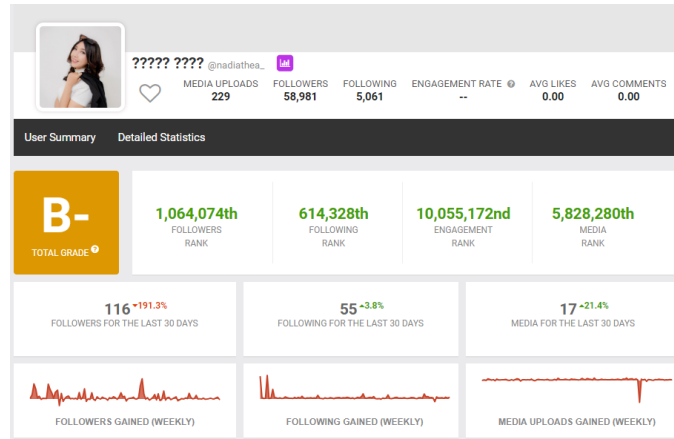 ????? ???? @nadiathea_
MEDIA UPLOADS FOLLOWERS FOLLOWING ENGAGEMENT RATE AVG LIKES AVG COMMENTS
229 58,981 5,061 -- 0.00 0.00
User Summary Detailed Statistics
B-
TOTAL GRADE ?
1,064,074th 614,328th 10,055,172nd 5,828,280th
FOLLOWERS FOLLOWING ENGAGEMENT MEDIA
RANK RANK RANK RANK
116 191.3% 55 3.8% 17 21.4%
FOLLOWERS FOR THE LAST 30 DAYS FOLLOWING FOR THE LAST 30 DAYS MEDIA FOR THE LAST 30 DAYS
FOLLOWERS GAINED (WEEKLY) FOLLOWING GAINED (WEEKLY) MEDIA UPLOADS GAINED (WEEKLY)